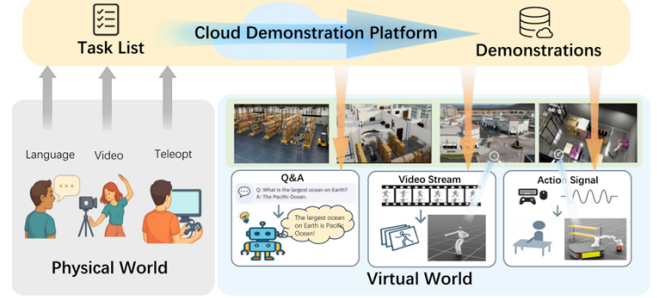 Task List
Cloud Demonstration Platform
Demonstrations
Language
Video
Teleopt
Physical World
Q&A
Q: What is the largest ocean on Earth?
A: The Pacific Ocean.
The largest ocean
on Earth is Pacific
Ocean!
Video Stream
Action Signal
Virtual World